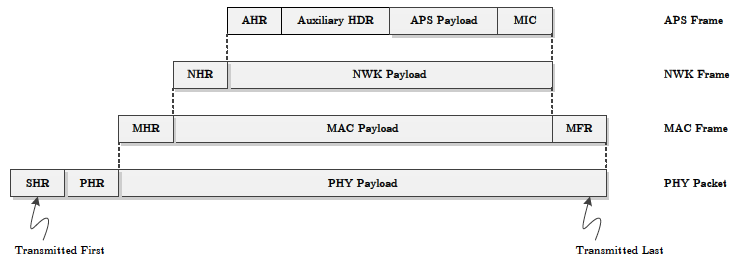 AHR Auxiliary HDR APS Payload MIC APS Frame
NHR NWK Payload NWK Frame
MHR MAC Payload MFR MAC Frame
SHR PHR PHY Payload PHY Packet
Transmitted First Transmitted Last